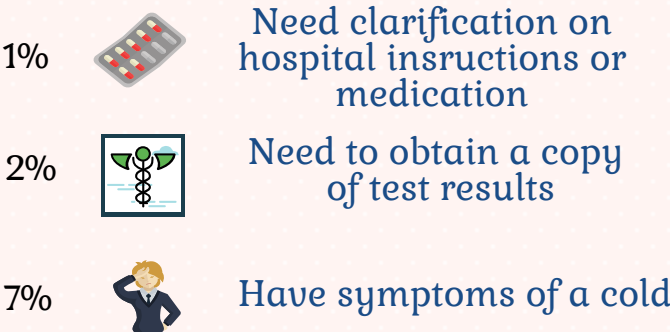 1%
Need clarification on
hospital insructions or
medication
2%
Need to obtain a copy
of test results
7%
Have symptoms of a cold